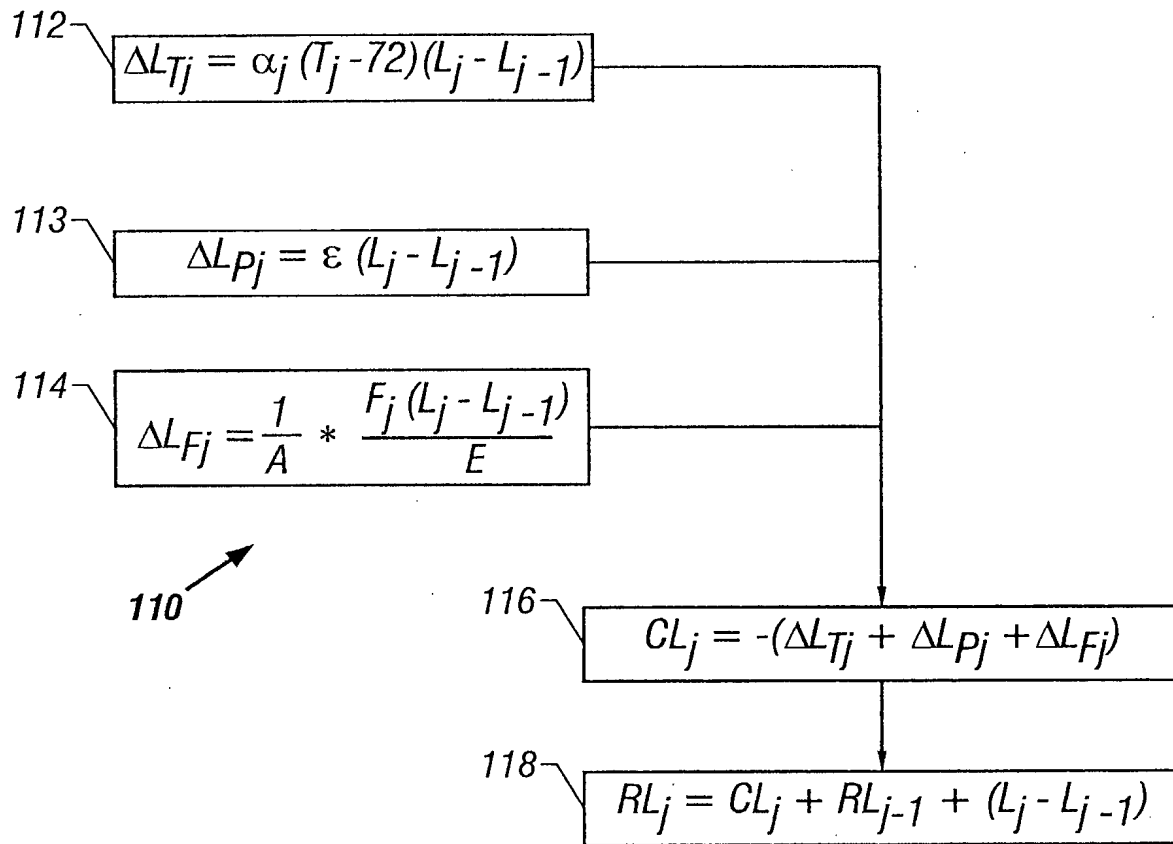 112
ΔL_Tj = α_j (T_j - 72)(L_j - L_j-1)
113
ΔL_Pj = ε (L_j - L_j-1)
114
ΔL_Fj = 1/A * F_j (L_j - L_j-1)/E
110
116
CL_j = -(ΔL_Tj + ΔL_Pj + ΔL_Fj)
118
RL_j = CL_j + RL_j-1 + (L_j - L_j-1)